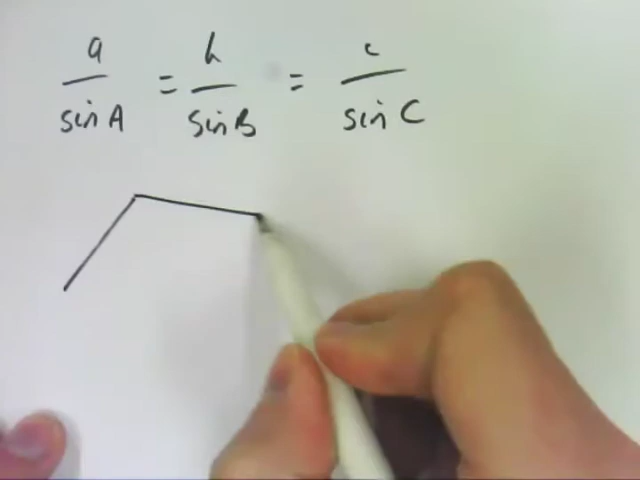 a/sin A = b/sin B = c/sin C